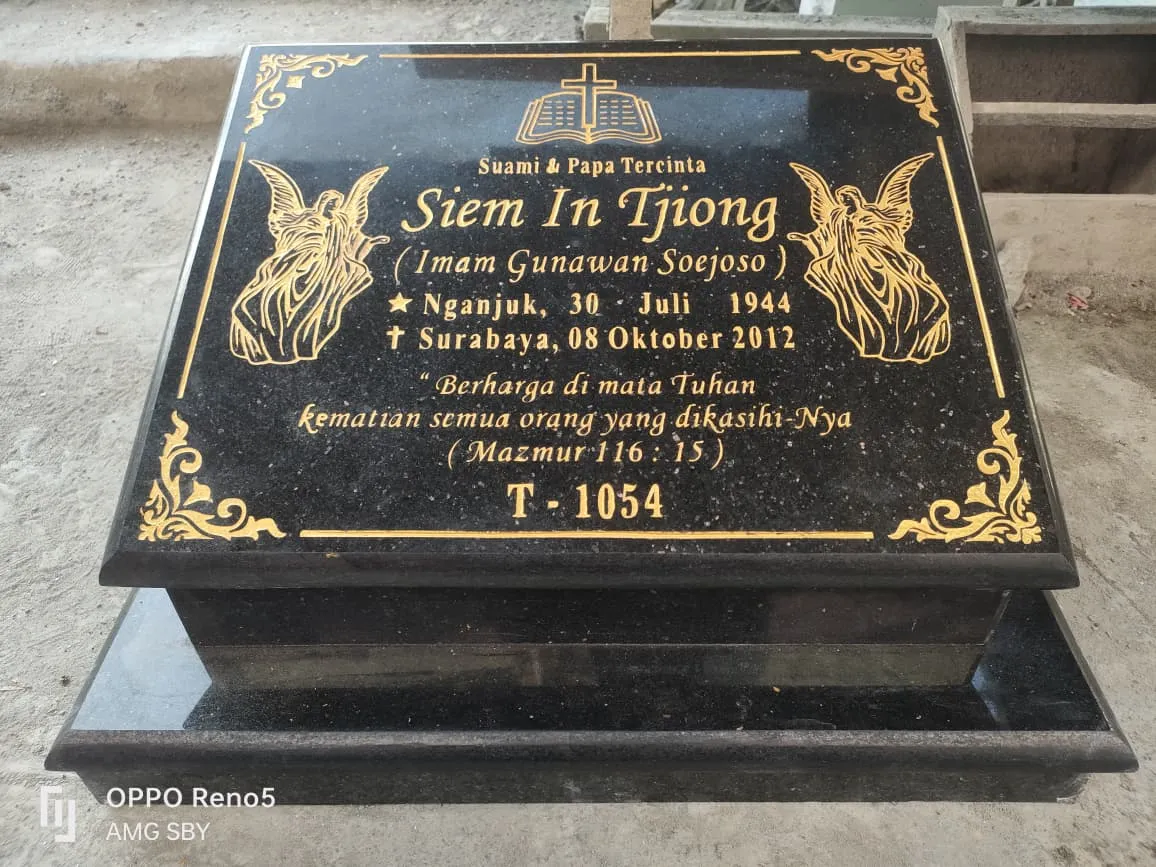 Suami & Papa Tercinta
Siem In Tjiong
( Imam Gunawan Soejoso )
★ Nganjuk, 30 Juli 1944
✝ Surabaya, 08 Oktober 2012
“ Berharga di mata Tuhan
kematian semua orang yang dikasihi-Nya
( Mazmur 116 : 15 )
T - 1054
OPPO Reno5
AMG SBY